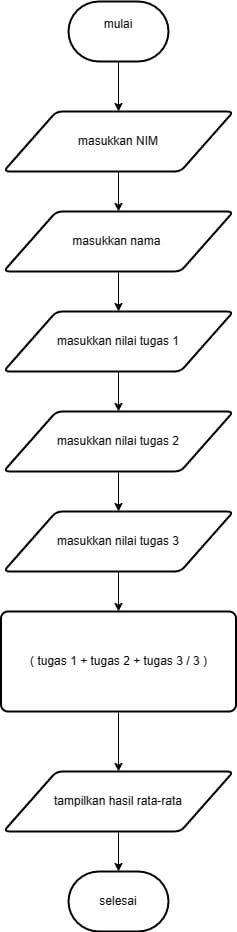 mulai
masukkan NIM
masukkan nama
masukkan nilai tugas 1
masukkan nilai tugas 2
masukkan nilai tugas 3
( tugas 1 + tugas 2 + tugas 3 / 3 )
tampilkan hasil rata-rata
selesai